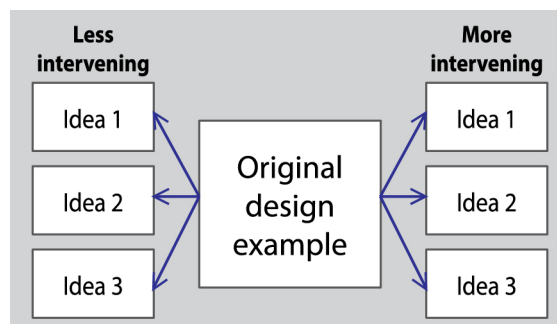 Less
intervening
Idea 1
Idea 2
Idea 3
Original
design
example
More
intervening
Idea 1
Idea 2
Idea 3